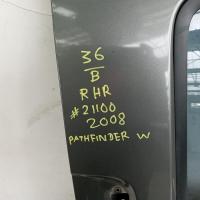 36
B
RHR
#21100
2008
PATHFINDER W